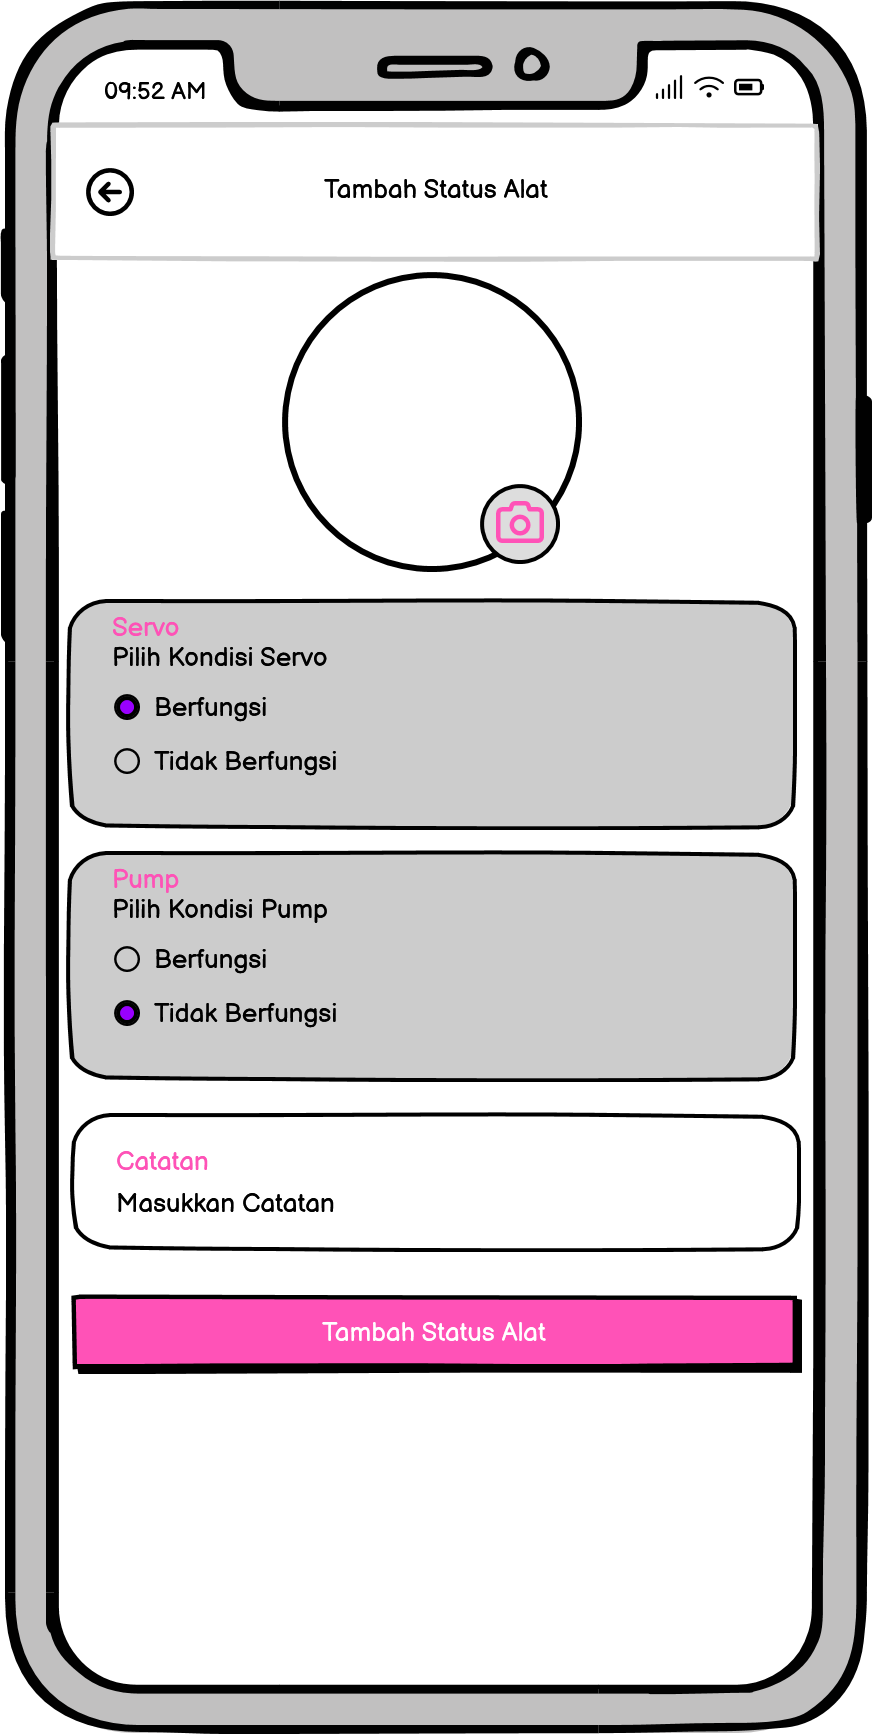 09:52 AM
Tambah Status Alat
Servo
Pilih Kondisi Servo
Berfungsi
Tidak Berfungsi
Pump
Pilih Kondisi Pump
Berfungsi
Tidak Berfungsi
Catatan
Masukkan Catatan
Tambah Status Alat